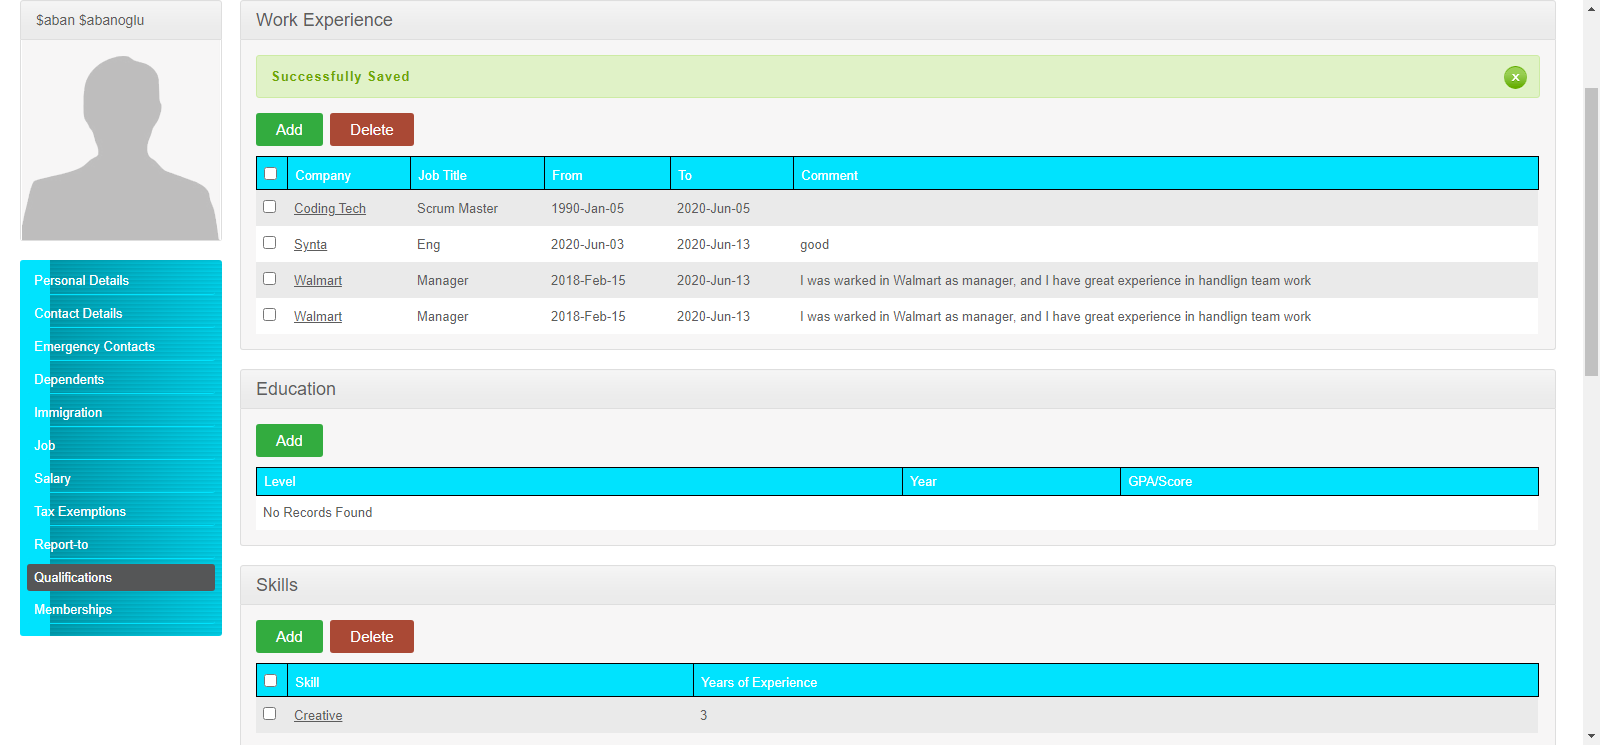 $aban $abanoglu
Personal Details
Contact Details
Emergency Contacts
Dependents
Immigration
Job
Salary
Tax Exemptions
Report-to
Qualifications
Memberships
Work Experience
Successfully Saved
x
Add Delete
Company Job Title From To Comment
Coding Tech Scrum Master 1990-Jan-05 2020-Jun-05
Synta Eng 2020-Jun-03 2020-Jun-13 good
Walmart Manager 2018-Feb-15 2020-Jun-13 I was warked in Walmart as manager, and I have great experience in handlign team work
Walmart Manager 2018-Feb-15 2020-Jun-13 I was warked in Walmart as manager, and I have great experience in handlign team work
Education
Add
Level Year GPA/Score
No Records Found
Skills
Add Delete
Skill Years of Experience
Creative 3